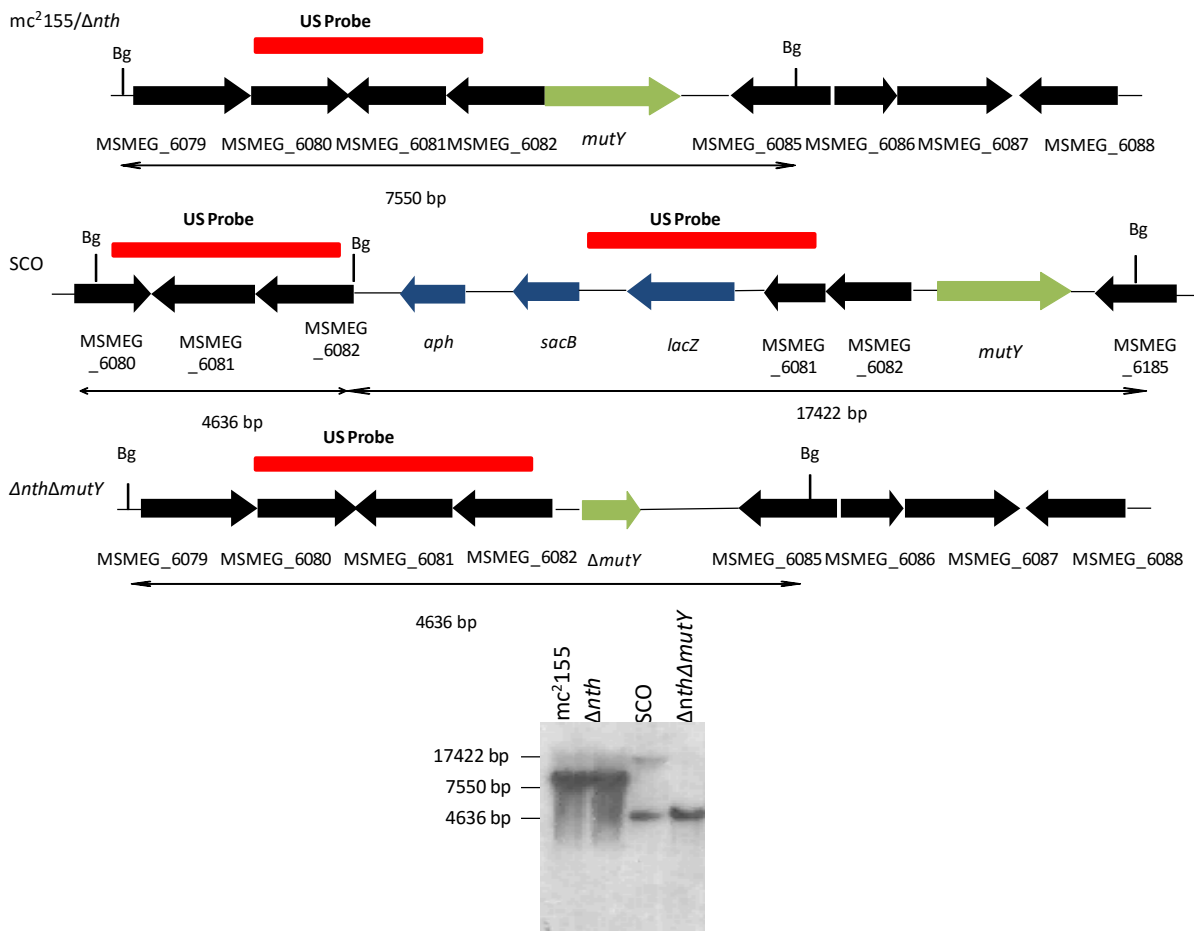 mc²155/Δnth
US Probe
Bg
Bg
MSMEG_6079 MSMEG_6080 MSMEG_6081 MSMEG_6082 mutY MSMEG_6085 MSMEG_6086 MSMEG_6087 MSMEG_6088
7550 bp
US Probe
US Probe
SCO
Bg
Bg
Bg
MSMEG
_6080
MSMEG
_6081
MSMEG
_6082
aph
sacB
lacZ
MSMEG
_6081
MSMEG
_6082
mutY
MSMEG
_6185
4636 bp
17422 bp
US Probe
Bg
Bg
ΔnthΔmutY
MSMEG_6079 MSMEG_6080 MSMEG_6081 MSMEG_6082 ΔmutY MSMEG_6085 MSMEG_6086 MSMEG_6087 MSMEG_6088
4636 bp
mc²155
Δnth
SCO
ΔnthΔmutY
17422 bp
7550 bp
4636 bp